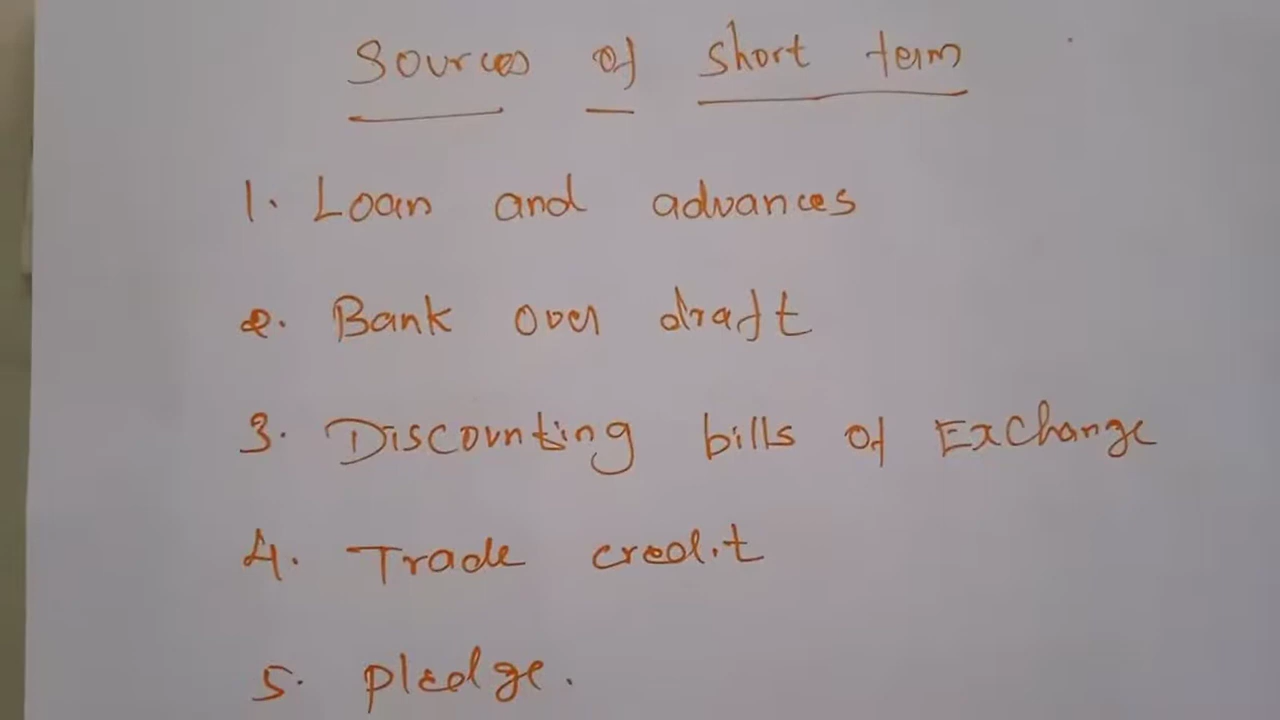 Sources of short term
1. Loan and advances
2. Bank over draft
3. Discounting bills of Exchange
4. Trade credit
5. pledge.